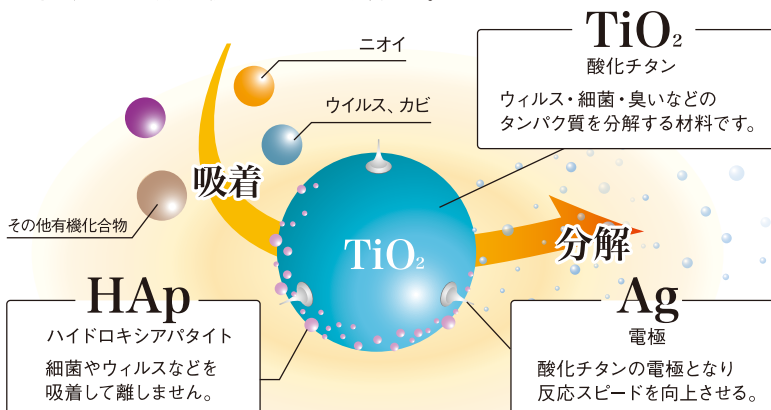 ニオイ
ウイルス、カビ
その他有機化合物
吸着
TiO₂
分解
TiO₂
酸化チタン
ウィルス・細菌・臭いなどの
タンパク質を分解する材料です。
HAp
ハイドロキシアパタイト
細菌やウィルスなどを
吸着して離しません。
Ag
電極
酸化チタンの電極となり
反応スピードを向上させる。